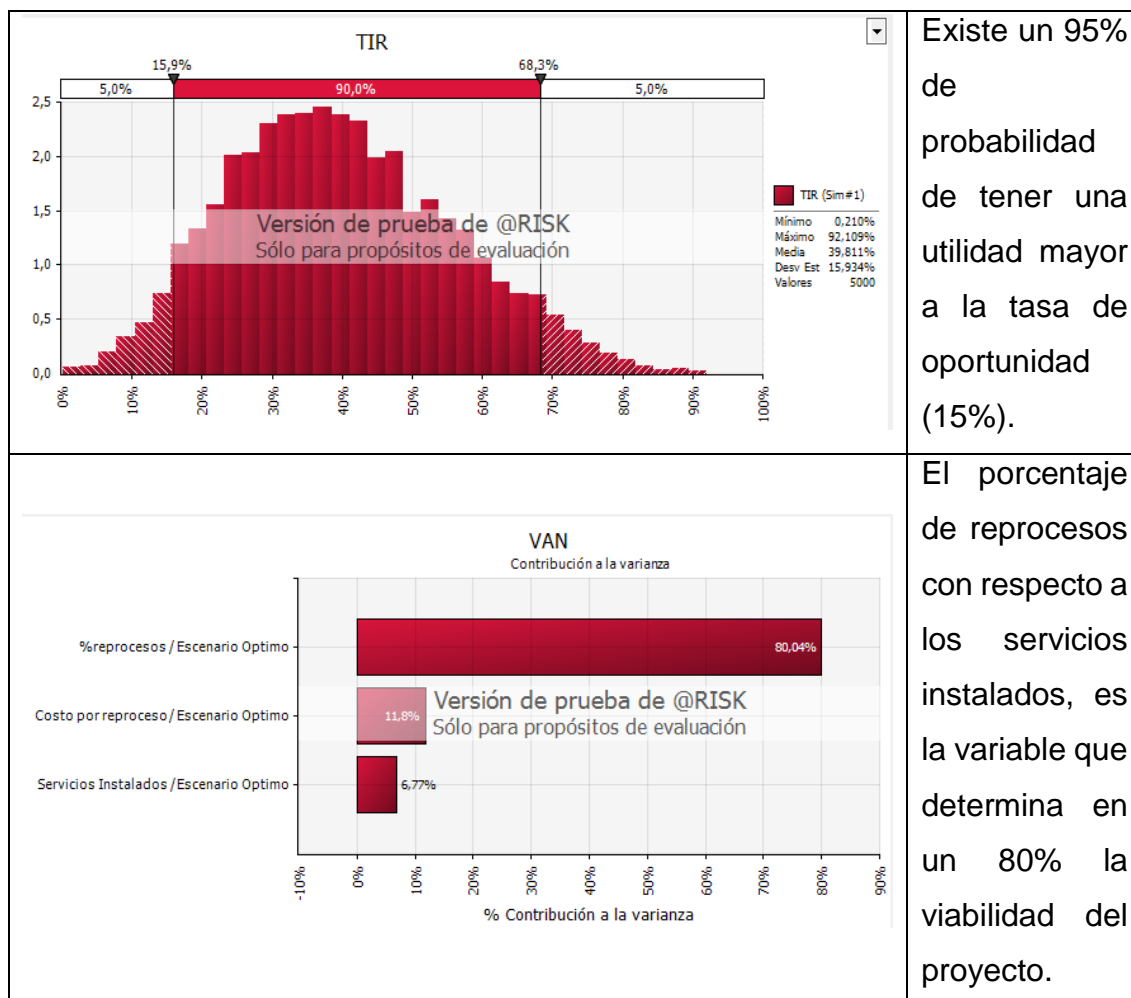 TIR
15,9%
68,3%
5,0%
90,0%
5,0%
2,5
2,0
1,5
1,0
0,5
0,0
0%
10%
20%
30%
40%
50%
60%
70%
80%
90%
100%
Versión de prueba de @RISK
Sólo para propósitos de evaluación
TIR (Sim#1)
Mínimo 0,210%
Máximo 92,109%
Media 39,811%
Desv Est 15,934%
Valores 5000
Existe un 95%
de
probabilidad
de tener una
utilidad mayor
a la tasa de
oportunidad
(15%).
VAN
Contribución a la varianza
%reprocesos / Escenario Optimo
80,04%
Costo por reproceso / Escenario Optimo
11,8%
Servicios Instalados / Escenario Optimo
6,77%
Versión de prueba de @RISK
Sólo para propósitos de evaluación
-10%
0%
10%
20%
30%
40%
50%
60%
70%
80%
90%
% Contribución a la varianza
El porcentaje
de reprocesos
con respecto a
los servicios
instalados, es
la variable que
determina en
un 80% la
viabilidad del
proyecto.